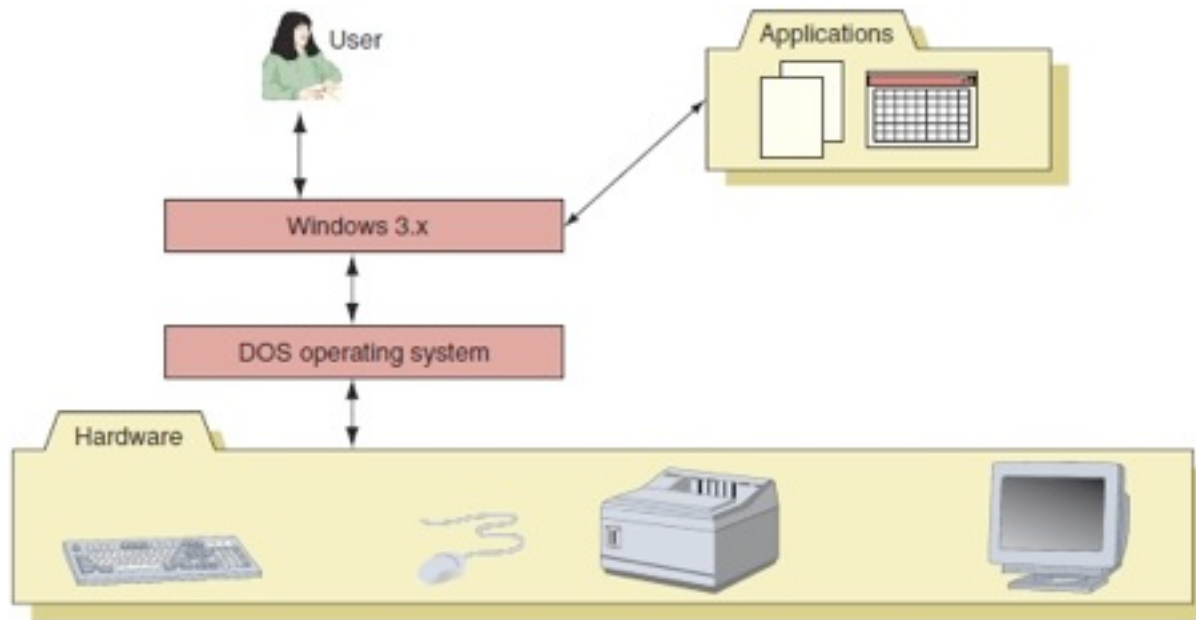 User
Applications
Windows 3.x
DOS operating system
Hardware